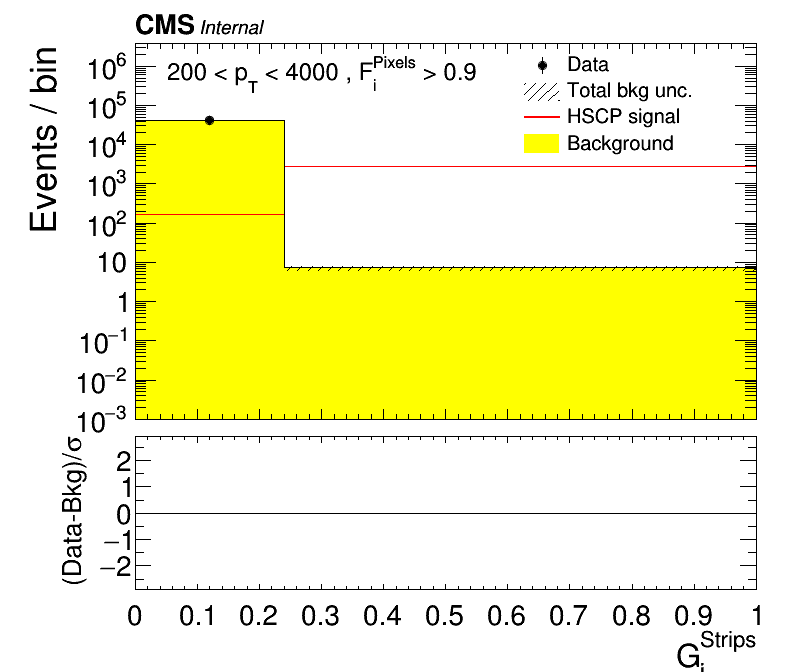 CMS Internal
200 < p_T < 4000 , F_i^Pixels > 0.9
Data
Total bkg unc.
HSCP signal
Background
Events / bin
10^6
10^5
10^4
10^3
10^2
10
1
10^−1
10^−2
10^−3
(Data-Bkg)/σ
2
1
0
−1
−2
0 0.1 0.2 0.3 0.4 0.5 0.6 0.7 0.8 0.9 1
G_i^Strips